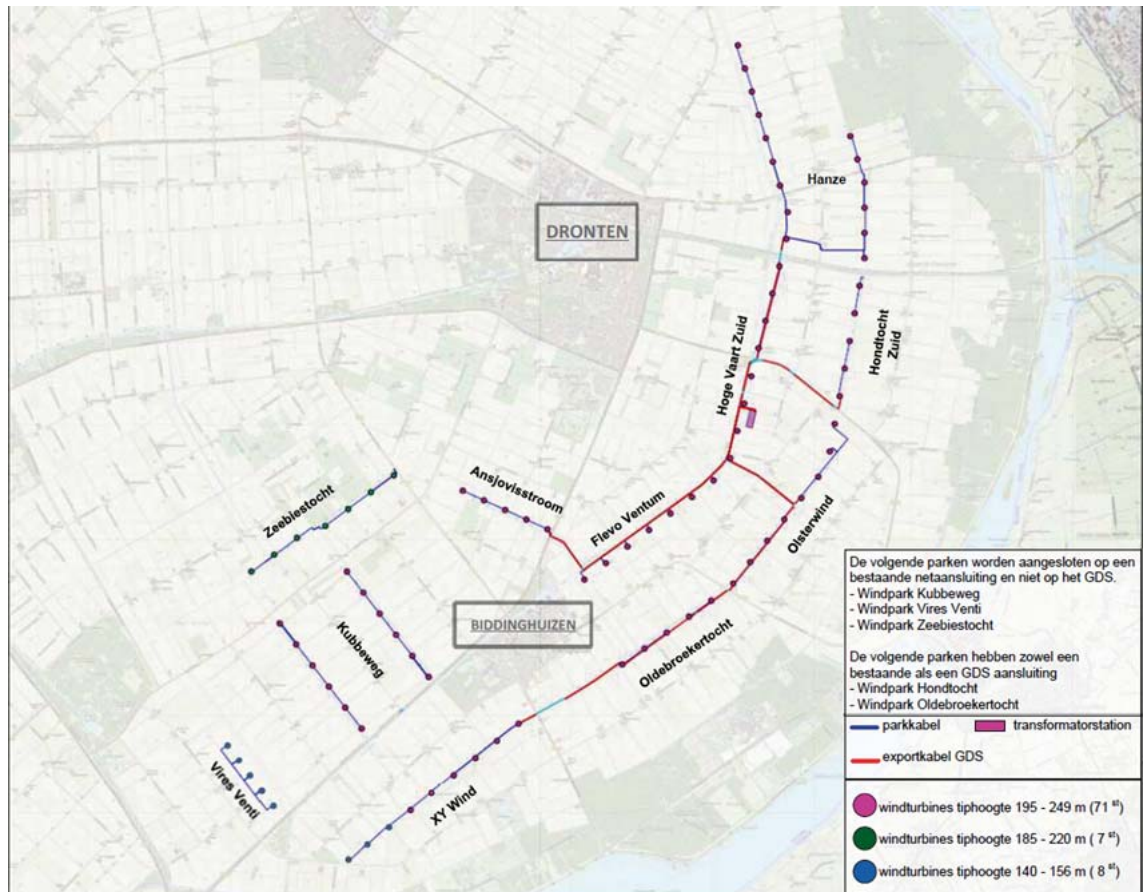 Hanze
DRONTEN
Hondtocht
Zuid
Hoge Vaart Zuid
Ansjovisstroom
Zeebiestocht
Flevo Ventum
Olsterwind
BIDDINGHUIZEN
Kubbeweg
Oldebroekertocht
Vires Venti
XY Wind
De volgende parken worden aangesloten op een
bestaande netaansluiting en niet op het GDS.
- Windpark Kubbeweg
- Windpark Vires Venti
- Windpark Zeebiestocht
De volgende parken hebben zowel een
bestaande als een GDS aansluiting
- Windpark Hondtocht
- Windpark Oldebroekertocht
parkkabel transformatorstation
exportkabel GDS
windturbines tiphoogte 195 - 249 m (71 st)
windturbines tiphoogte 185 - 220 m ( 7 st)
windturbines tiphoogte 140 - 156 m ( 8 st)